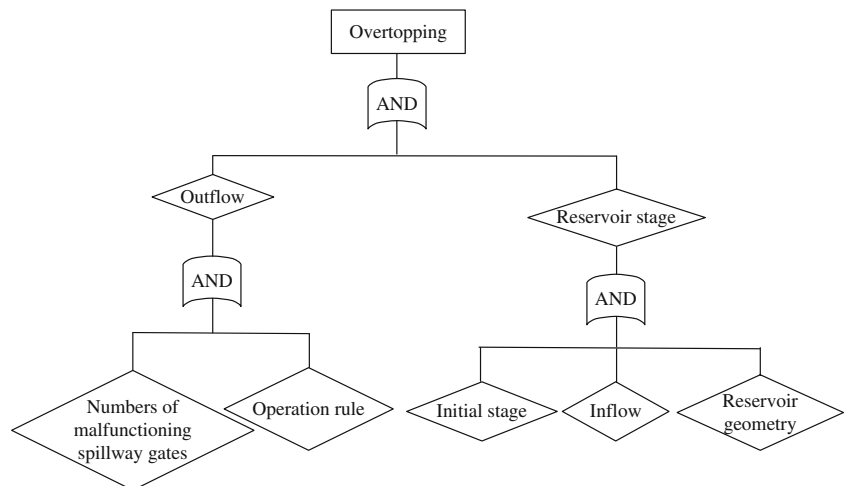 Overtopping
AND
Outflow
Reservoir stage
AND
AND
Numbers of
malfunctioning
spillway gates
Operation rule
Initial stage
Inflow
Reservoir
geometry